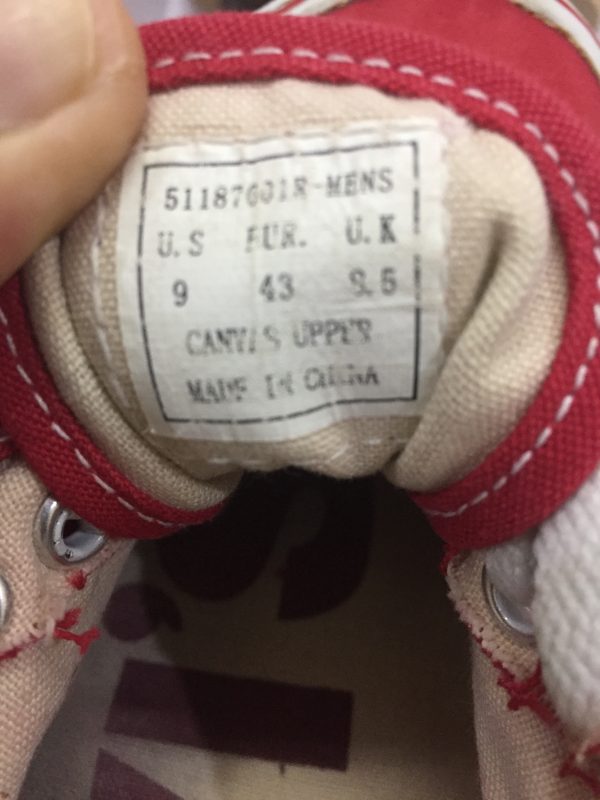 51187601R-MENS
U.S EUR. U.K
9 43 8.5
CANVAS UPPER
MADE IN CHINA